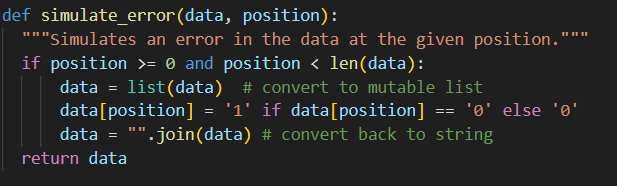 def simulate_error(data, position):
  """Simulates an error in the data at the given position."""
  if position >= 0 and position < len(data):
      data = list(data)  # convert to mutable list
      data[position] = '1' if data[position] == '0' else '0'
      data = "".join(data) # convert back to string
  return data